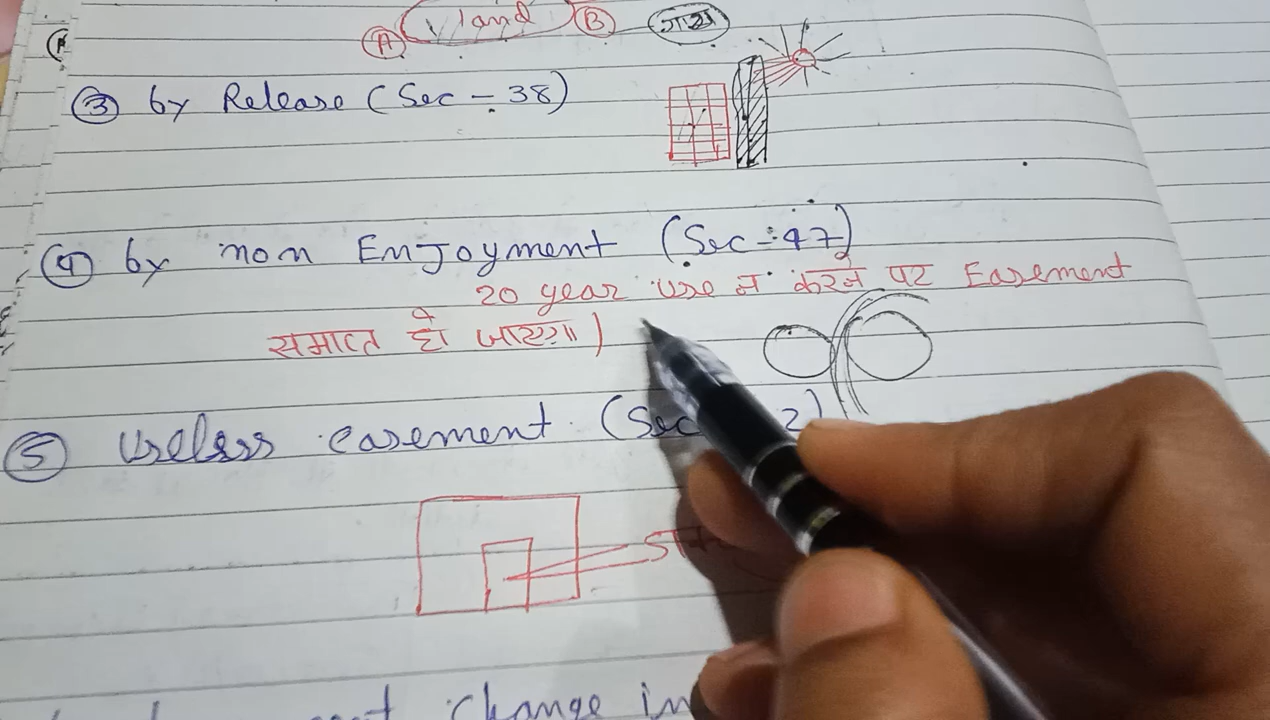 A land B
③ by Release (Sec - 38)
④ by non Enjoyment (Sec - 47)
20 year use न करने पर Easement
समाप्त हो जाएगा।
⑤ Useless easement (Sec 2)
change in